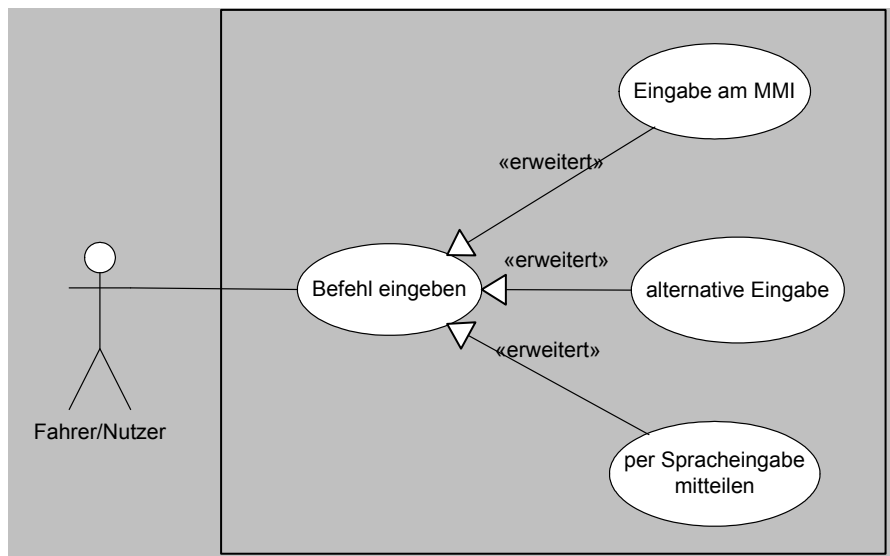 Eingabe am MMI
«erweitert»
«erweitert»
Befehl eingeben
alternative Eingabe
«erweitert»
Fahrer/Nutzer
per Spracheingabe
mitteilen